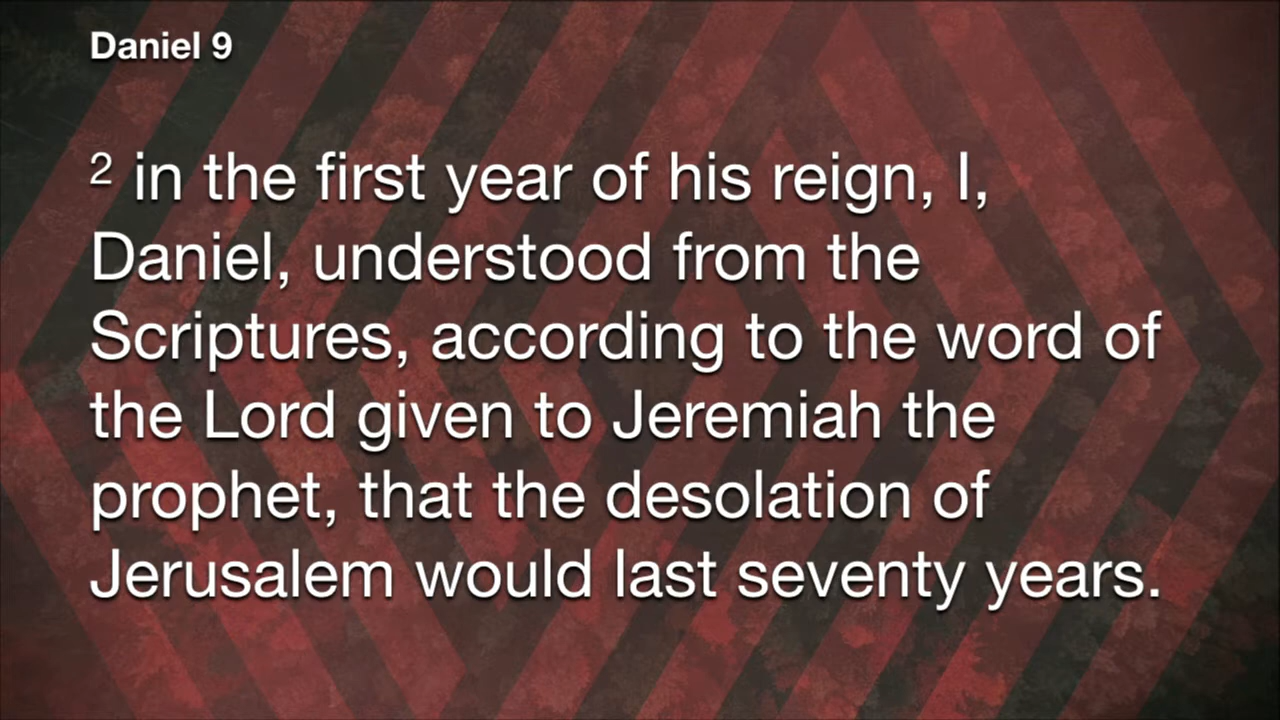 Daniel 9
2 in the first year of his reign, I,
Daniel, understood from the
Scriptures, according to the word of
the Lord given to Jeremiah the
prophet, that the desolation of
Jerusalem would last seventy years.